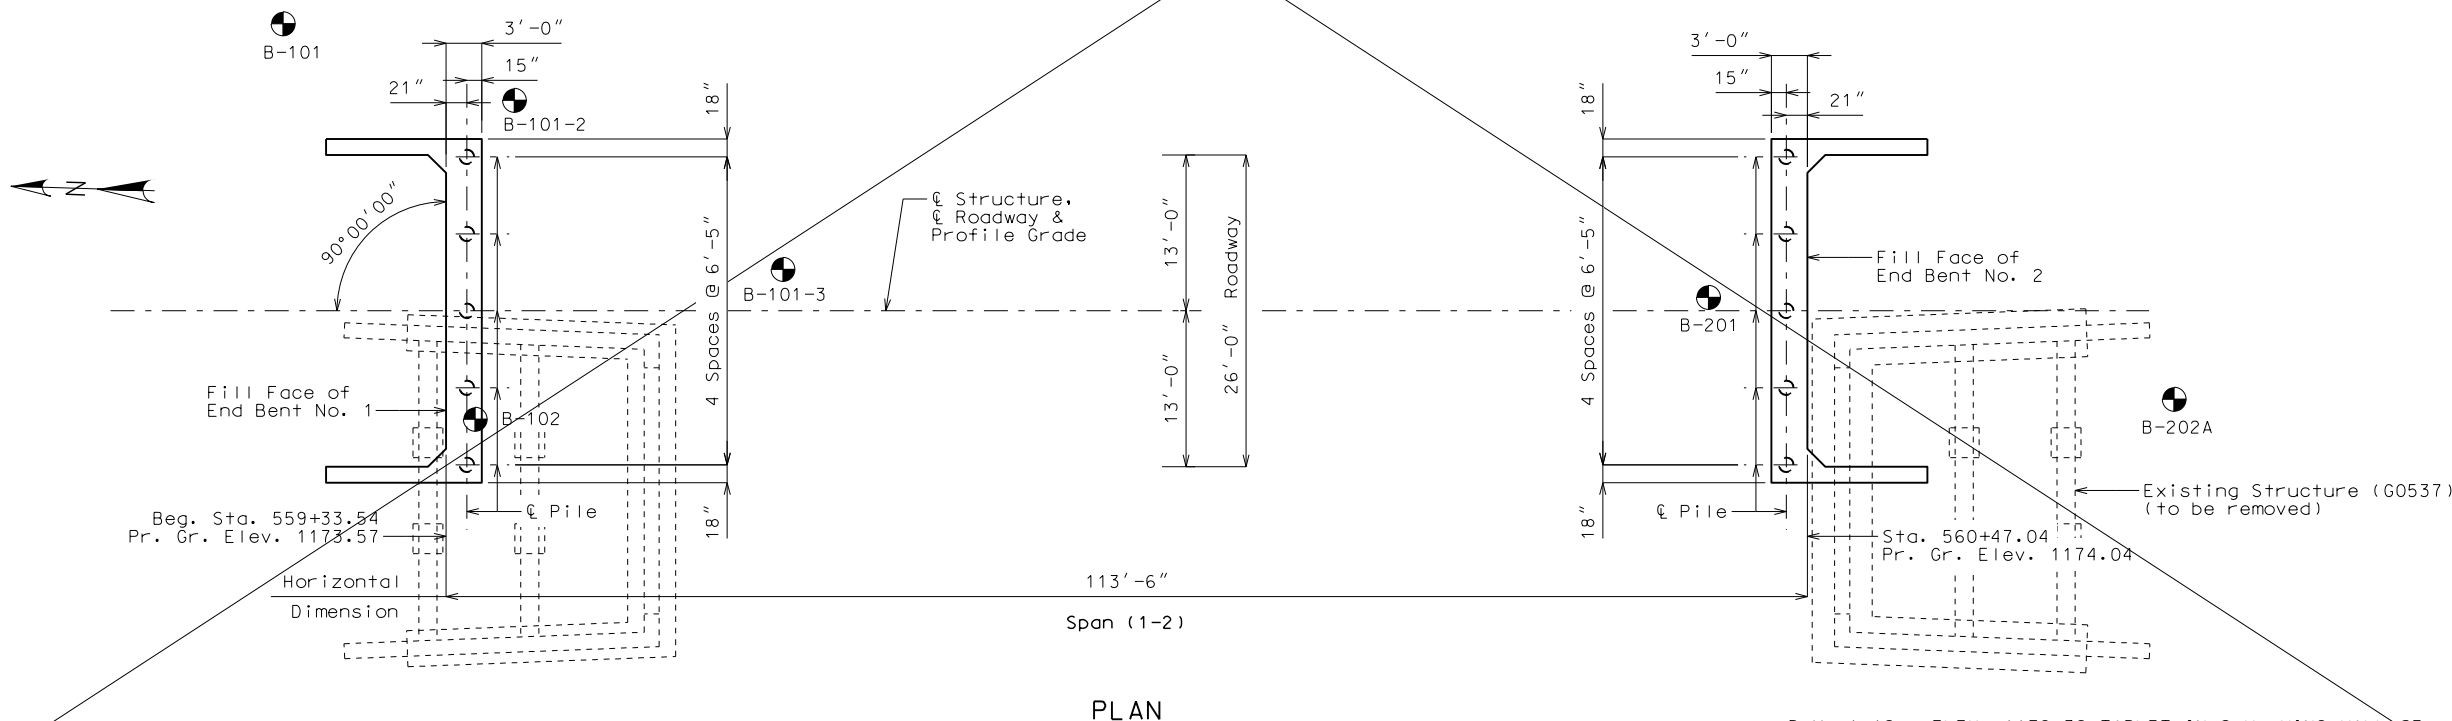 B-101
3'-0"
15"
21"
B-101-2
18"
3'-0"
15"
21"
18"
N
90°00'00"
℄ Structure,
℄ Roadway &
Profile Grade
B-101-3
4 Spaces @ 6'-5"
13'-0"
13'-0"
26'-0" Roadway
4 Spaces @ 6'-5"
B-201
Fill Face of
End Bent No. 2
Fill Face of
End Bent No. 1
B-102
B-202A
Existing Structure (G0537)
(to be removed)
℄ Pile
℄ Pile
18"
18"
Beg. Sta. 559+33.54
Pr. Gr. Elev. 1173.57
Sta. 560+47.04
Pr. Gr. Elev. 1174.04
Horizontal
Dimension
113'-6"
Span (1-2)
PLAN